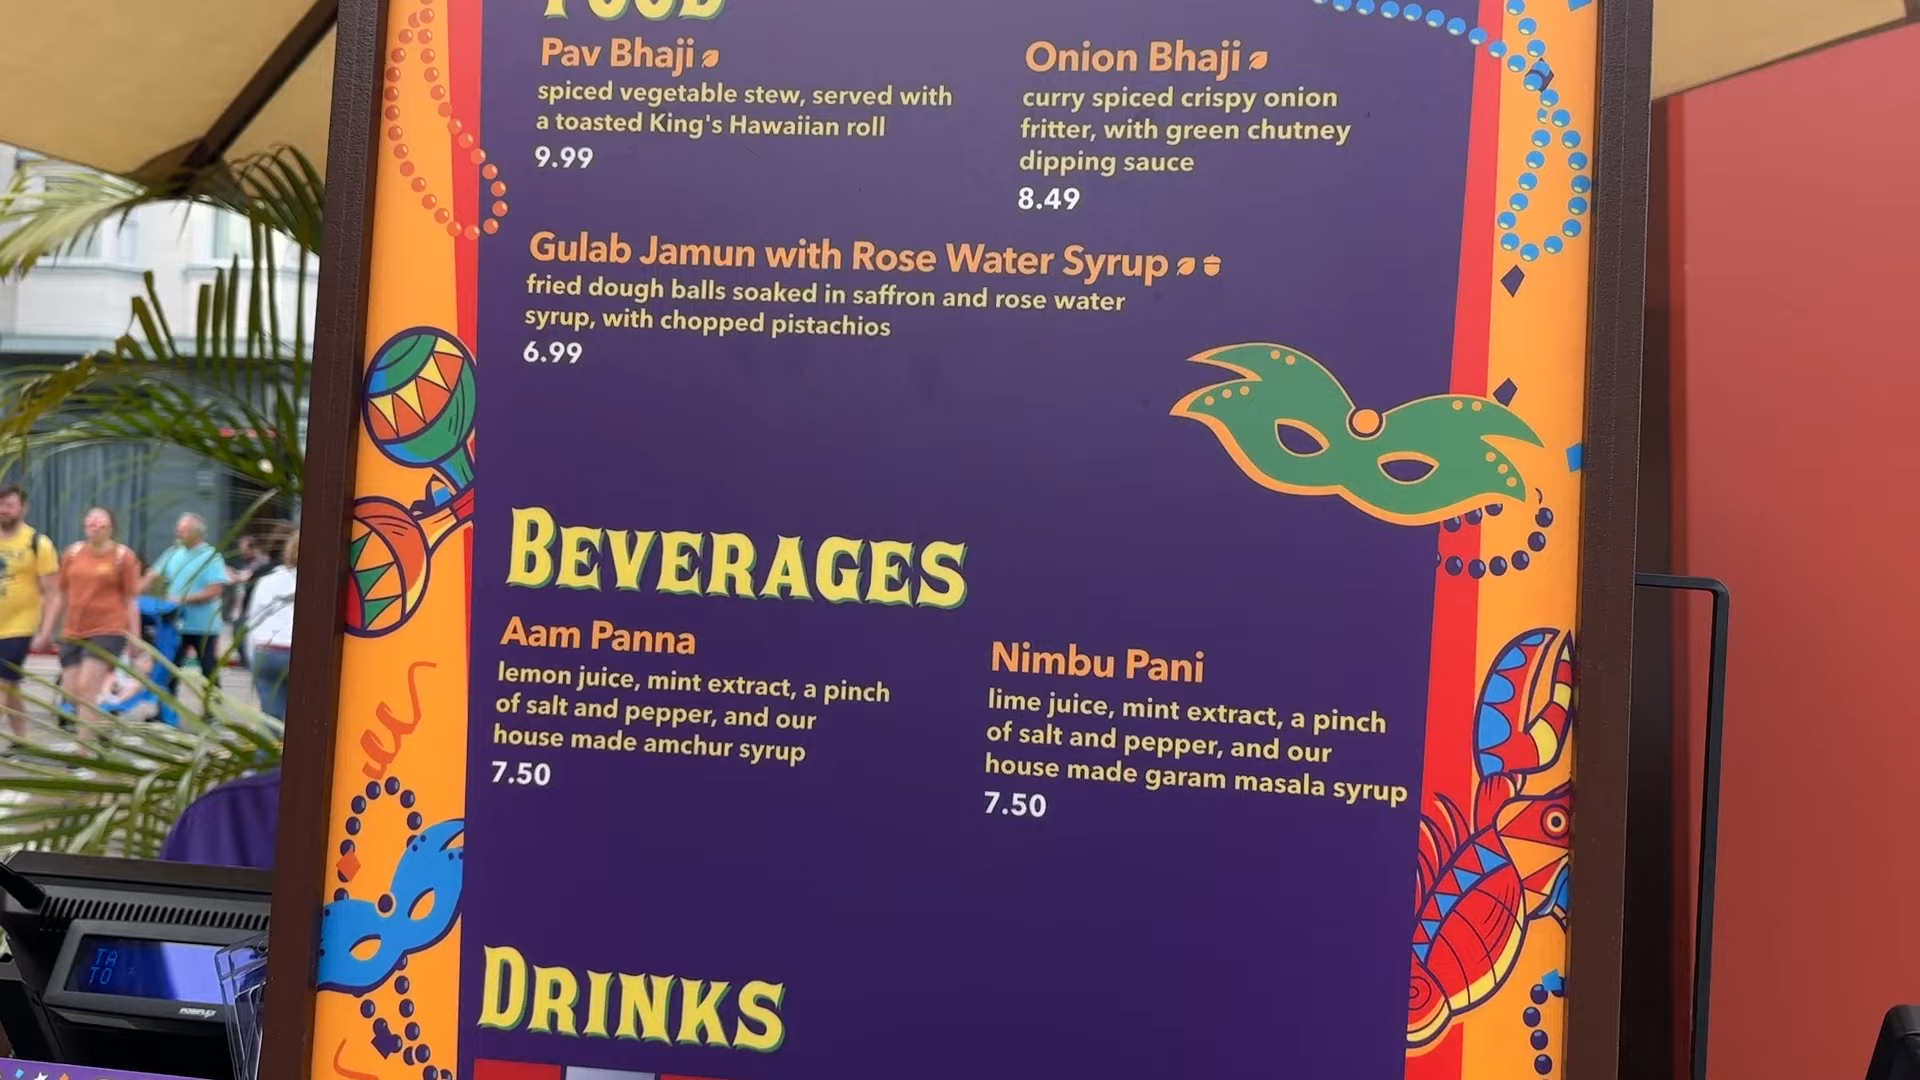 FOOD
Pav Bhaji
spiced vegetable stew, served with
a toasted King's Hawaiian roll
9.99
Onion Bhaji
curry spiced crispy onion
fritter, with green chutney
dipping sauce
8.49
Gulab Jamun with Rose Water Syrup
fried dough balls soaked in saffron and rose water
syrup, with chopped pistachios
6.99
BEVERAGES
Aam Panna
lemon juice, mint extract, a pinch
of salt and pepper, and our
house made amchur syrup
7.50
Nimbu Pani
lime juice, mint extract, a pinch
of salt and pepper, and our
house made garam masala syrup
7.50
DRINKS